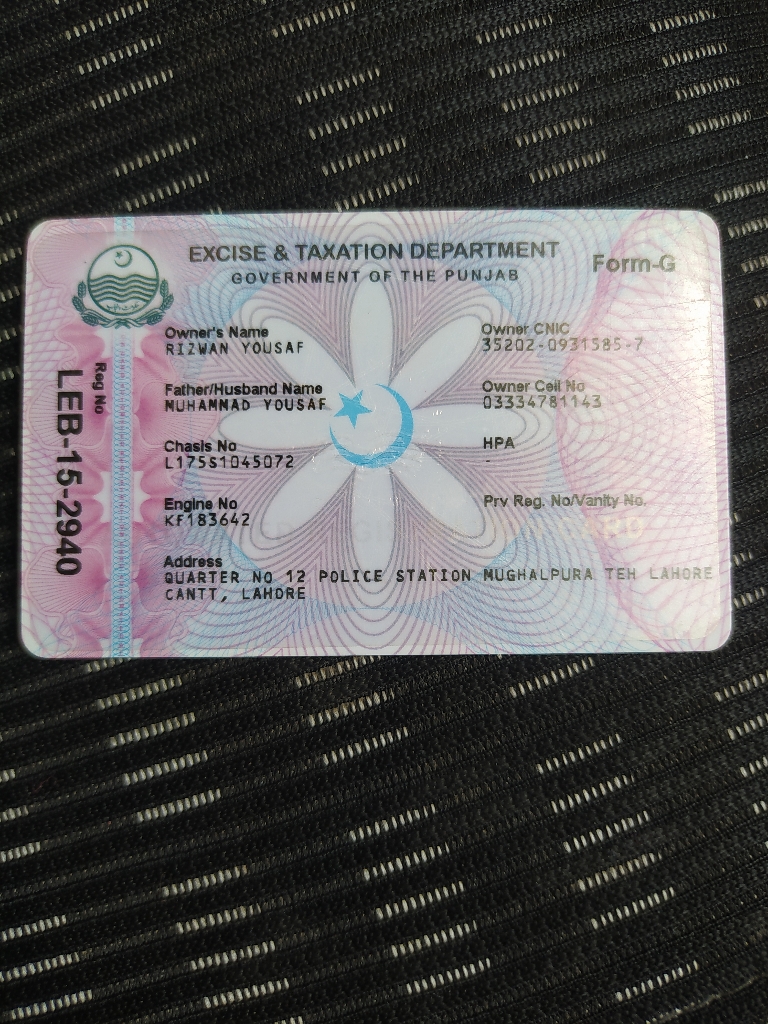 EXCISE & TAXATION DEPARTMENT
GOVERNMENT OF THE PUNJAB
Form-G
Reg No
LEB-15-2940
Owner's Name
RIZWAN YOUSAF
Owner CNIC
35202-0931585-7
Father/Husband Name
MUHAMMAD YOUSAF
Owner Cell No
03334781143
Chasis No
L175S1045072
HPA
-
Engine No
KF183642
Prv Reg. No/Vanity No.
Address
QUARTER NO 12 POLICE STATION MUGHALPURA TEH LAHORE
CANTT, LAHORE